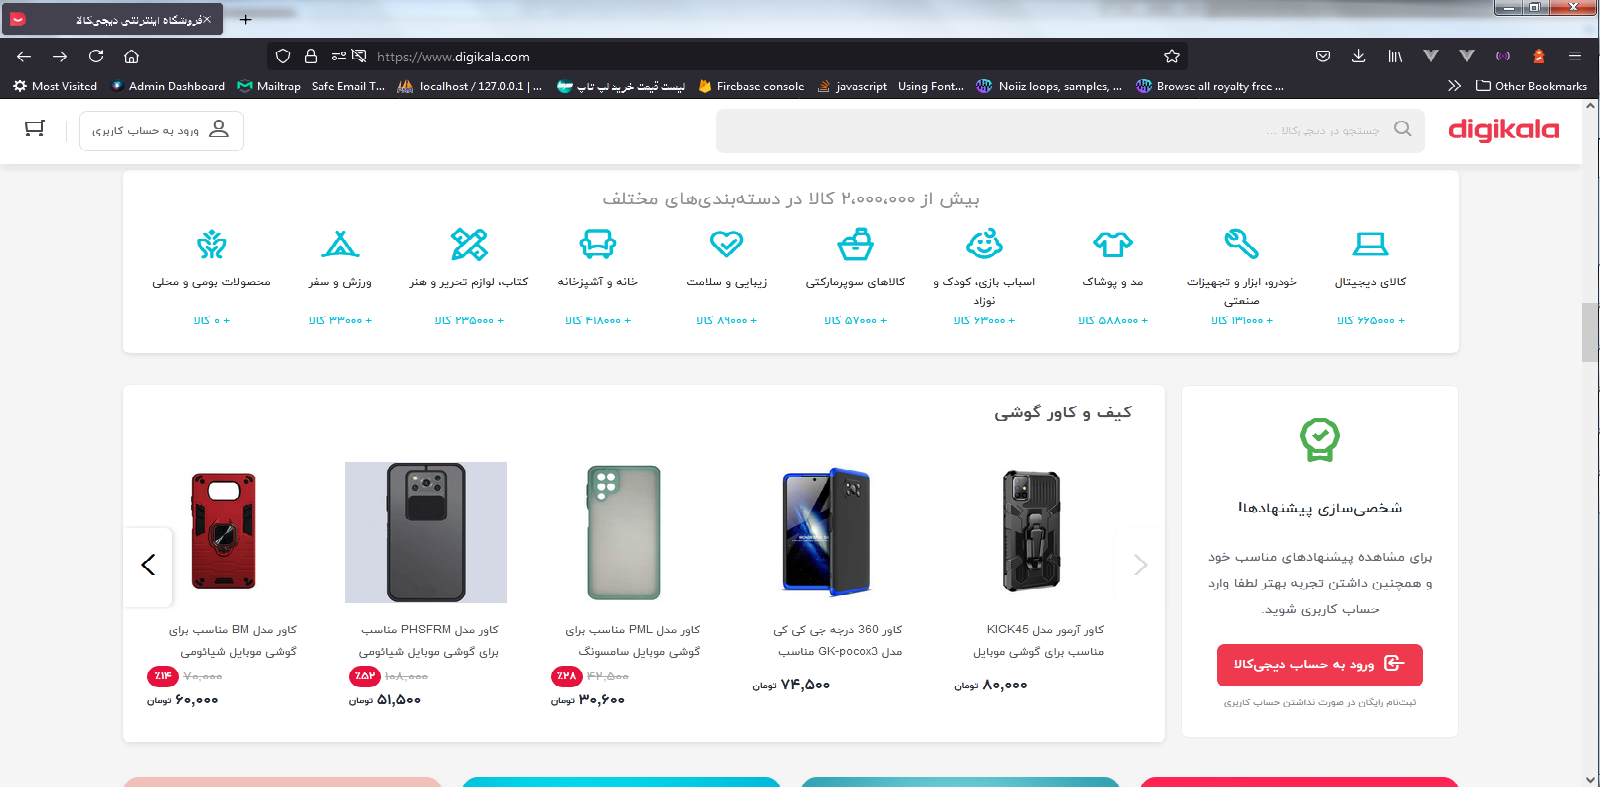 فروشگاه اینترنتی دیجی‌کالا
https://www.digikala.com
Most Visited
Admin Dashboard
Mailtrap
Safe Email T...
localhost / 127.0.0.1 | ...
لیست قیمت خرید لپ تاپ
Firebase console
javascript
Using Font...
Noiiz loops, samples, ...
Browse all royalty free ...
Other Bookmarks
digikala
جستجو در دیجی‌کالا ...
ورود به حساب کاربری
بیش از ۲،۰۰۰،۰۰۰ کالا در دسته‌بندی‌های مختلف
کالای دیجیتال
+ ۶۶۵۰۰۰ کالا
خودرو، ابزار و تجهیزات
صنعتی
+ ۱۳۱۰۰۰ کالا
مد و پوشاک
+ ۵۸۸۰۰۰ کالا
اسباب بازی، کودک و
نوزاد
+ ۶۳۰۰۰ کالا
کالاهای سوپرمارکتی
+ ۵۷۰۰۰ کالا
زیبایی و سلامت
+ ۸۹۰۰۰ کالا
خانه و آشپزخانه
+ ۴۱۸۰۰۰ کالا
کتاب، لوازم تحریر و هنر
+ ۲۳۵۰۰۰ کالا
ورزش و سفر
+ ۳۳۰۰۰ کالا
محصولات بومی و محلی
+ ۰ کالا
شخصی‌سازی پیشنهادها!
برای مشاهده پیشنهادهای مناسب خود
و همچنین داشتن تجربه بهتر لطفا وارد
حساب کاربری شوید.
ورود به حساب دیجی‌کالا
ثبت‌نام رایگان در صورت نداشتن حساب کاربری
کیف و کاور گوشی
کاور آرمور مدل KICK45
مناسب برای گوشی موبایل
۸۰,۰۰۰ تومان
کاور 360 درجه جی کی کی
مدل GK-pocox3 مناسب
۷۴,۵۰۰ تومان
کاور مدل PML مناسب برای
گوشی موبایل سامسونگ
۴۲,۵۰۰ ٪۲۸
۳۰,۶۰۰ تومان
کاور مدل PHSFRM مناسب
برای گوشی موبایل شیائومی
۱۰۸,۰۰۰ ٪۵۲
۵۱,۵۰۰ تومان
کاور مدل BM مناسب برای
گوشی موبایل شیائومی
۷۰,۰۰۰ ٪۱۴
۶۰,۰۰۰ تومان